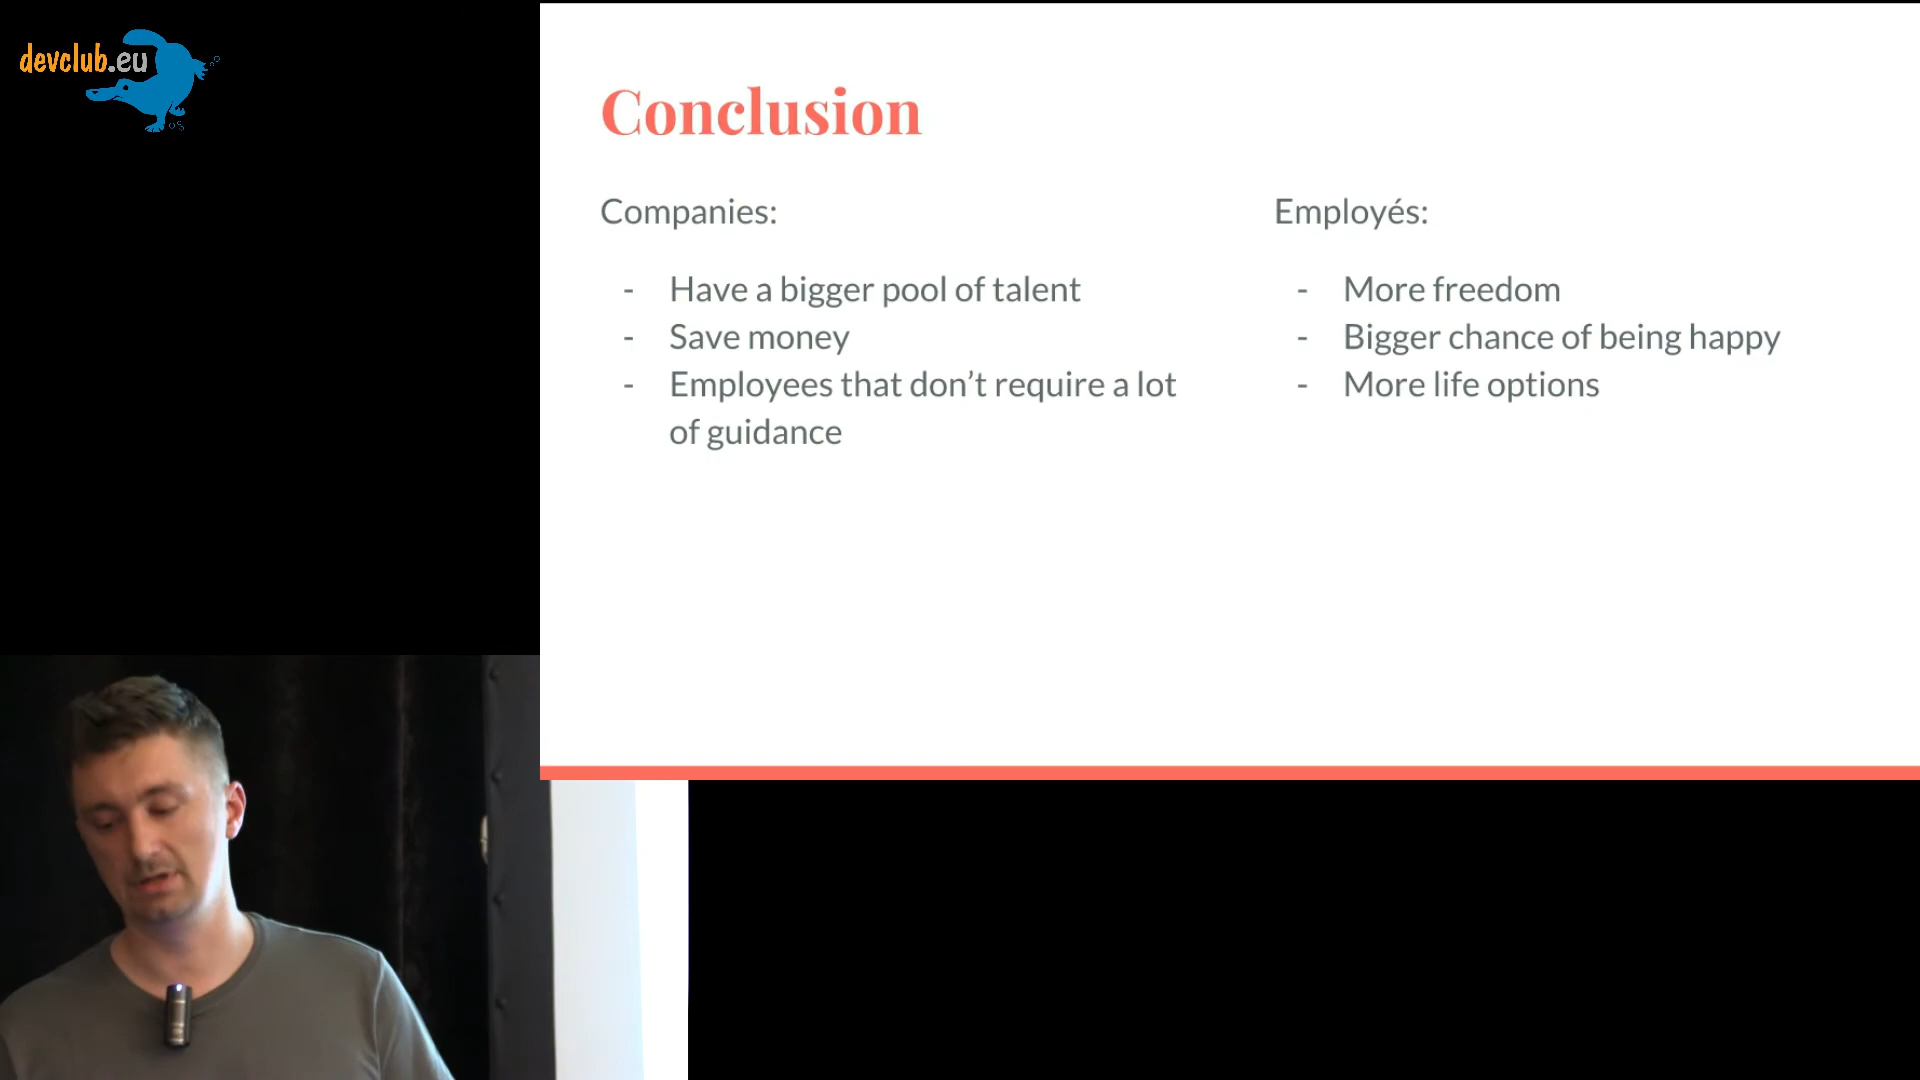 devclub.eu
Conclusion
Companies:
- Have a bigger pool of talent
- Save money
- Employees that don’t require a lot
of guidance
Employés:
- More freedom
- Bigger chance of being happy
- More life options